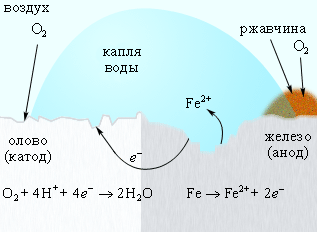 воздух
O₂
капля
воды
ржавчина
O₂
Fe²⁺
олово
(катод)
e⁻
железо
(анод)
O₂ + 4H⁺ + 4e⁻ → 2H₂O
Fe → Fe²⁺ + 2e⁻